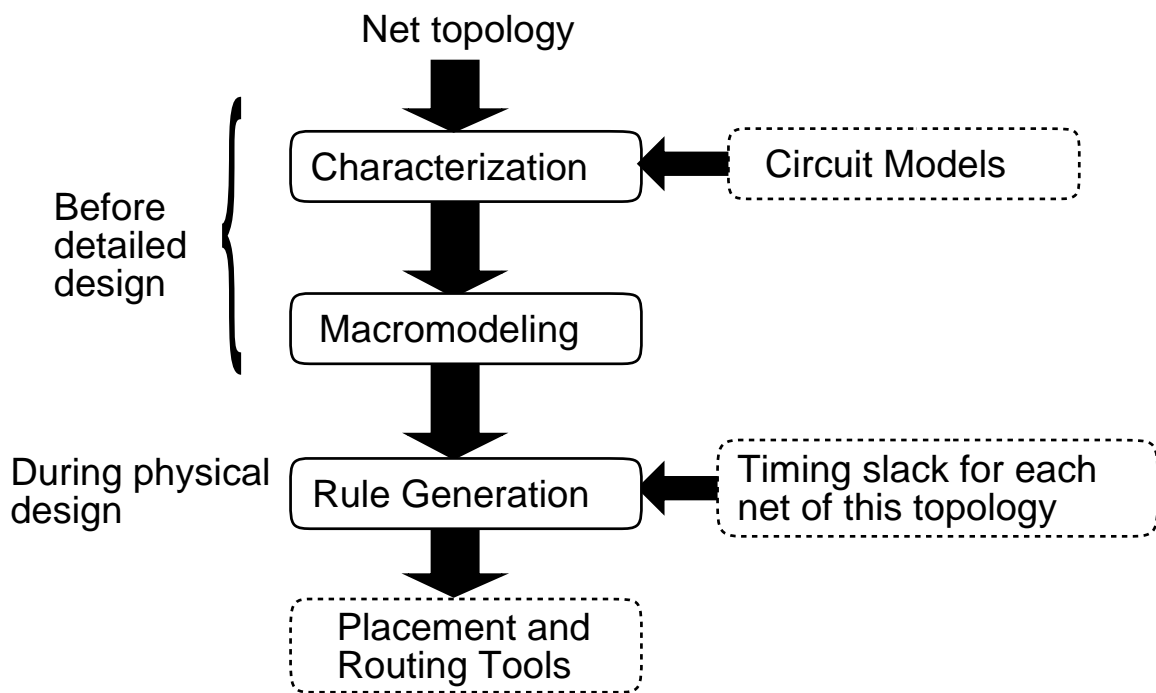 Net topology
Characterization
Circuit Models
Before
detailed
design
Macromodeling
During physical
design
Rule Generation
Timing slack for each
net of this topology
Placement and
Routing Tools